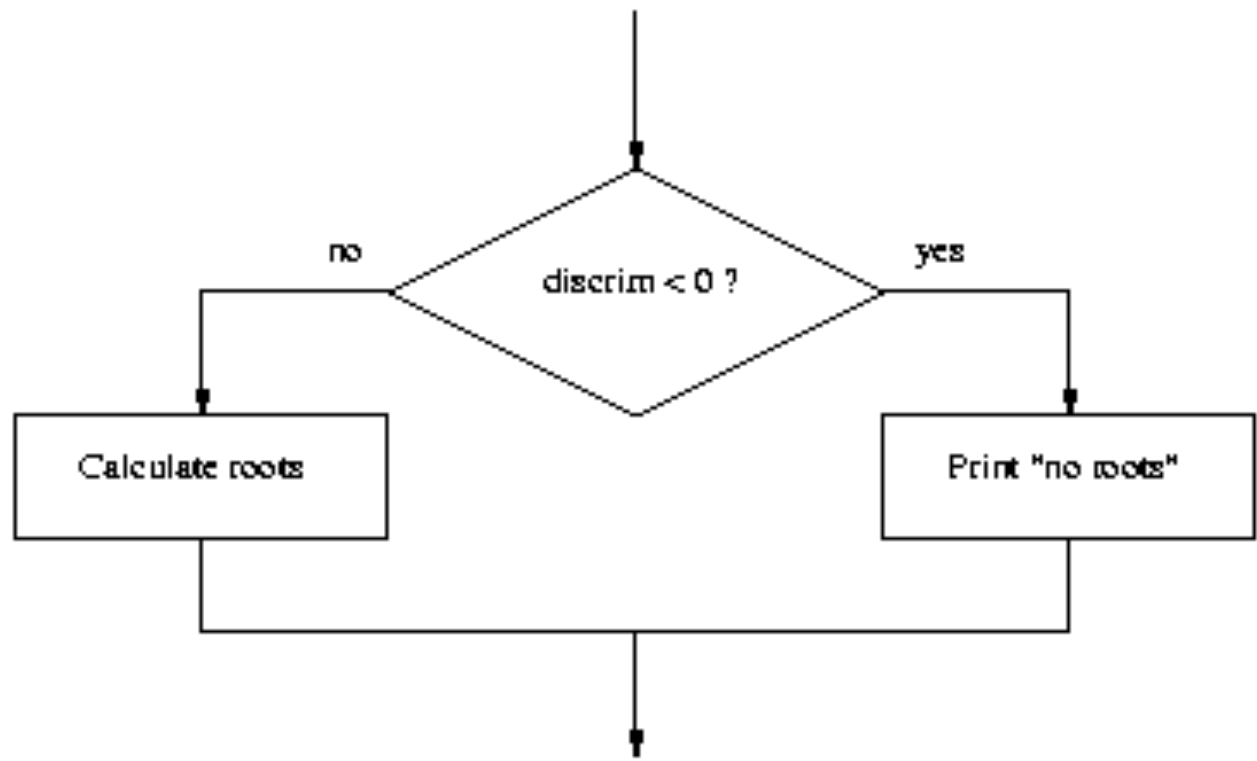 no
yes
discrim < 0 ?
Calculate roots
Print "no roots"